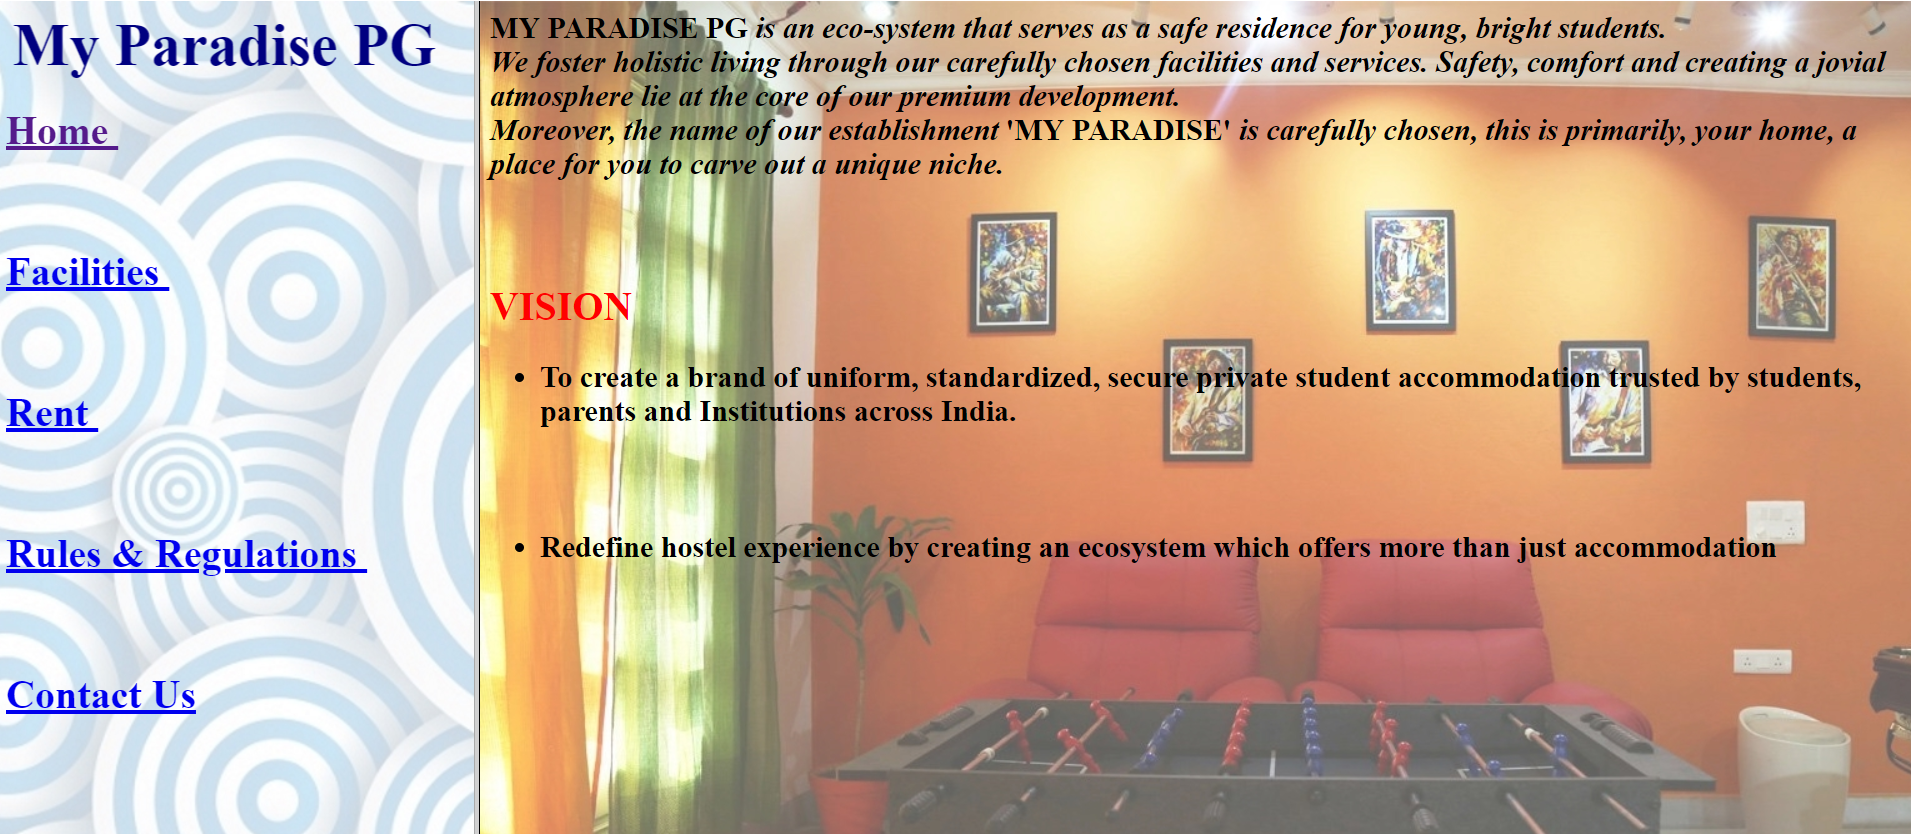 My Paradise PG
Home
Facilities
Rent
Rules & Regulations
Contact Us
MY PARADISE PG is an eco-system that serves as a safe residence for young, bright students.
We foster holistic living through our carefully chosen facilities and services. Safety, comfort and creating a jovial
atmosphere lie at the core of our premium development.
Moreover, the name of our establishment 'MY PARADISE' is carefully chosen, this is primarily, your home, a
place for you to carve out a unique niche.
VISION
• To create a brand of uniform, standardized, secure private student accommodation trusted by students,
parents and Institutions across India.
• Redefine hostel experience by creating an ecosystem which offers more than just accommodation